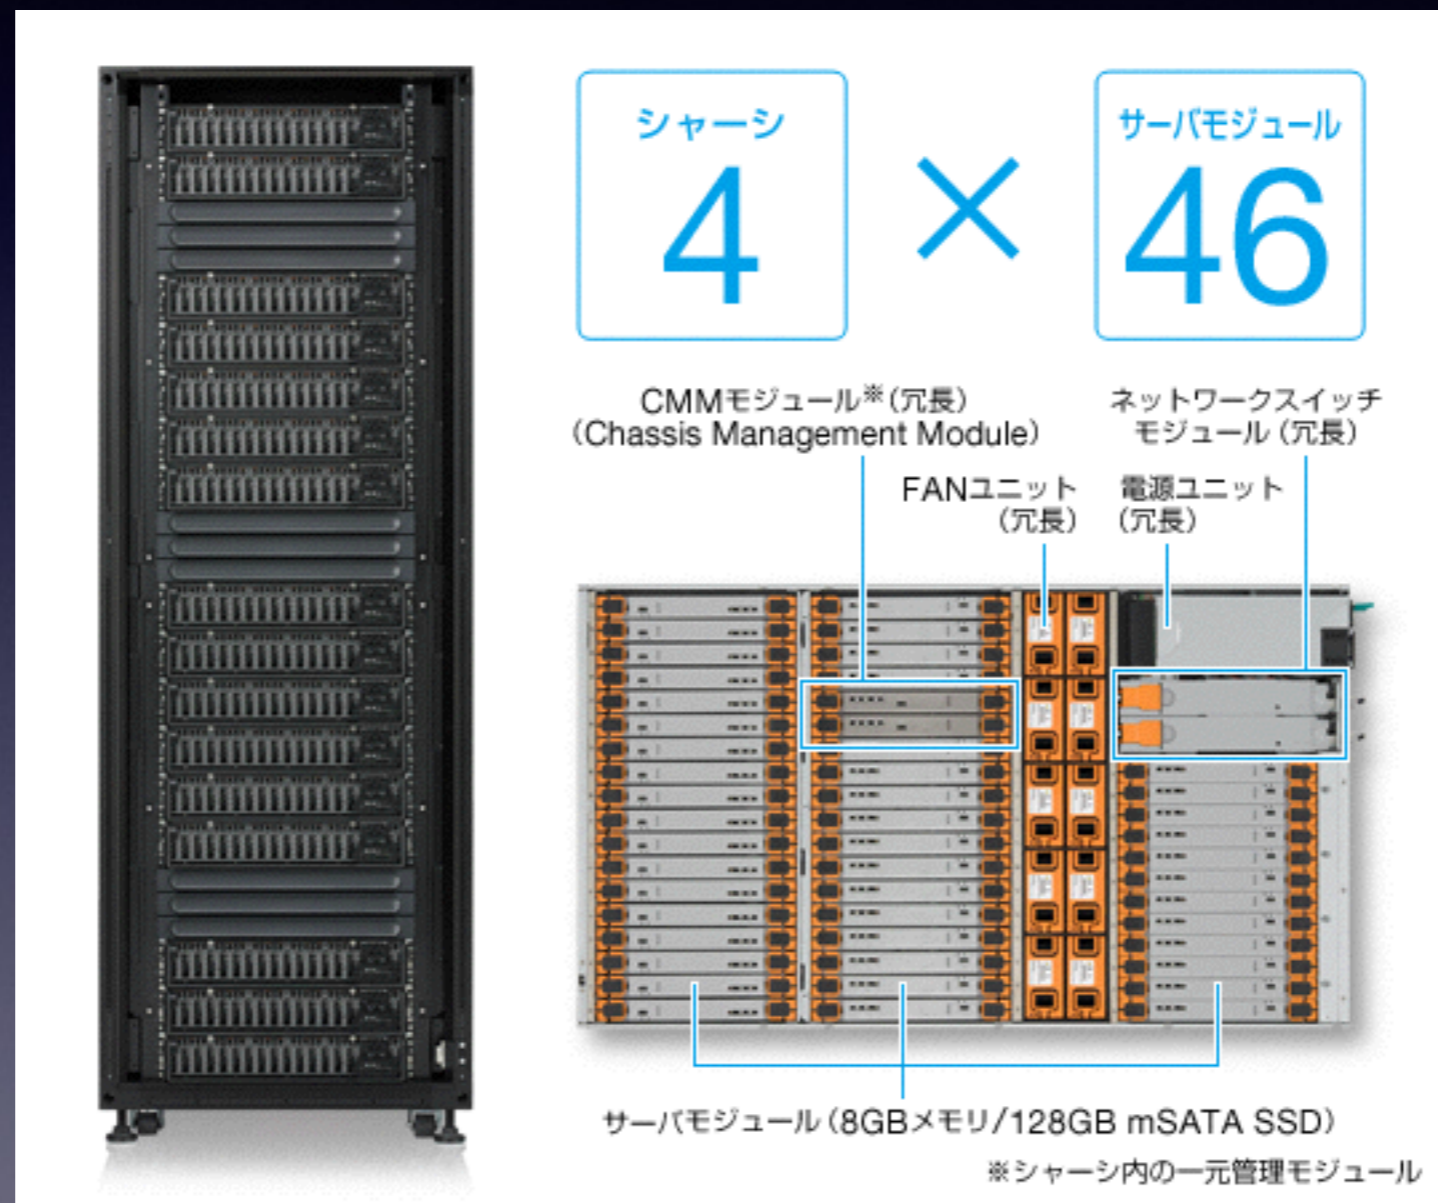 シャーシ
4
×
サーバモジュール
46
CMMモジュール※(冗長)
(Chassis Management Module)
ネットワークスイッチ
モジュール(冗長)
FANユニット
(冗長)
電源ユニット
(冗長)
サーバモジュール(8GBメモリ/128GB mSATA SSD)
※シャーシ内の一元管理モジュール